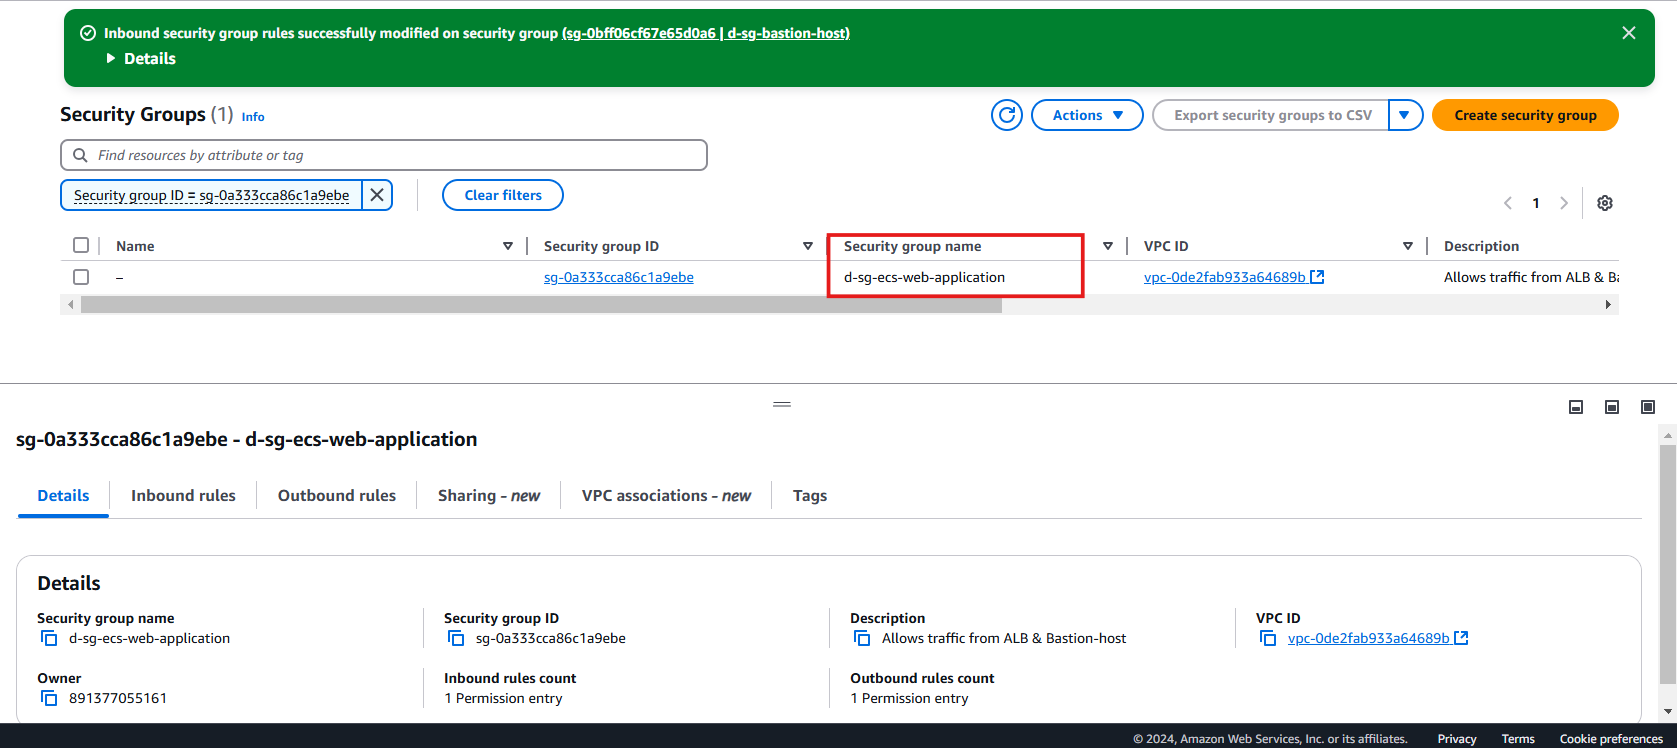 Inbound security group rules successfully modified on security group (sg-0bff06cf67e65d0a6 | d-sg-bastion-host)
Details
Security Groups (1) Info
Actions
Export security groups to CSV
Create security group
Find resources by attribute or tag
Security group ID = sg-0a333cca86c1a9ebe
Clear filters
1
Name Security group ID Security group name VPC ID Description
– sg-0a333cca86c1a9ebe d-sg-ecs-web-application vpc-0de2fab933a64689b Allows traffic from ALB & Ba
sg-0a333cca86c1a9ebe - d-sg-ecs-web-application
Details Inbound rules Outbound rules Sharing - new VPC associations - new Tags
Details
Security group name Security group ID Description VPC ID
d-sg-ecs-web-application sg-0a333cca86c1a9ebe Allows traffic from ALB & Bastion-host vpc-0de2fab933a64689b
Owner Inbound rules count Outbound rules count
891377055161 1 Permission entry 1 Permission entry
© 2024, Amazon Web Services, Inc. or its affiliates. Privacy Terms Cookie preferences